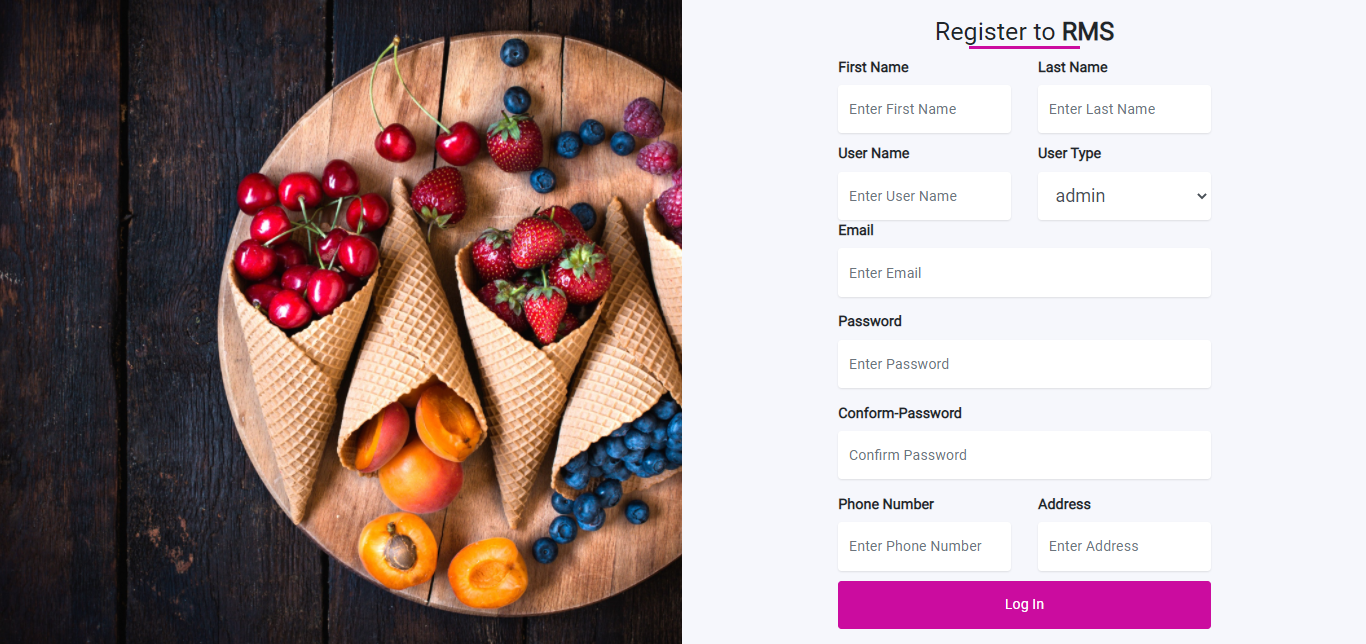 Register to RMS
First Name
Last Name
Enter First Name
Enter Last Name
User Name
User Type
Enter User Name
admin
Email
Enter Email
Password
Enter Password
Conform-Password
Confirm Password
Phone Number
Address
Enter Phone Number
Enter Address
Log In